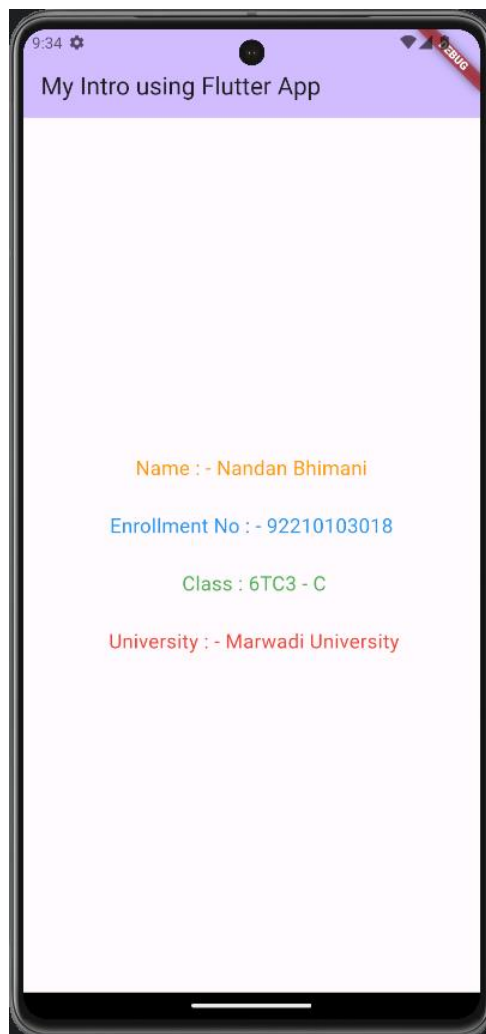 9:34
DEBUG
My Intro using Flutter App
Name : - Nandan Bhimani
Enrollment No : - 92210103018
Class : 6TC3 - C
University : - Marwadi University